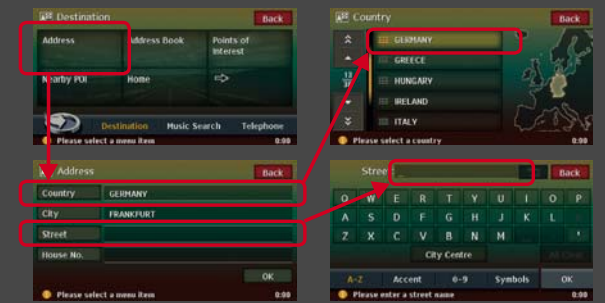 Destination
Back
Address
Address Book
Points of
Interest
Nearby POI
Home
Destination
Music Search
Telephone
Please select a menu item
0:00
Country
Back
GERMANY
GREECE
HUNGARY
IRELAND
ITALY
Please select a country
0:00
Address
Back
Country
GERMANY
City
FRANKFURT
Street
House No.
OK
Please select a menu item
0:00
Street
Back
Q W E R T Y U I O P
A S D F G H J K L
Z X C V B N M '
City Centre
All Clear
A-Z
Accent
0-9
Symbols
OK
Please enter a street name
0:00